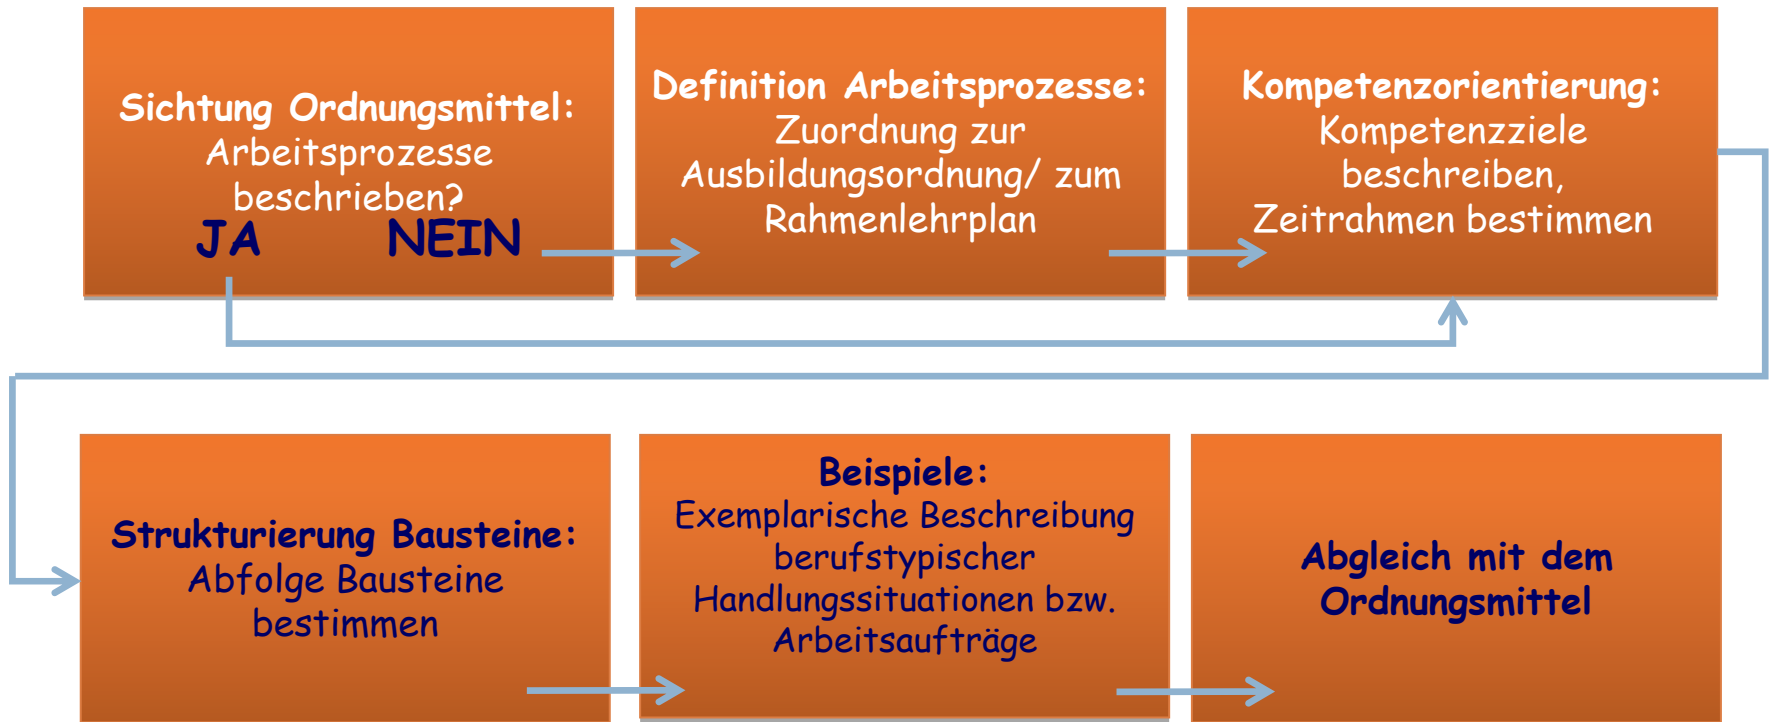 Sichtung Ordnungsmittel:
Arbeitsprozesse
beschrieben?
JA NEIN
Definition Arbeitsprozesse:
Zuordnung zur
Ausbildungsordnung/ zum
Rahmenlehrplan
Kompetenzorientierung:
Kompetenzziele
beschreiben,
Zeitrahmen bestimmen
Strukturierung Bausteine:
Abfolge Bausteine
bestimmen
Beispiele:
Exemplarische Beschreibung
berufstypischer
Handlungssituationen bzw.
Arbeitsaufträge
Abgleich mit dem
Ordnungsmittel